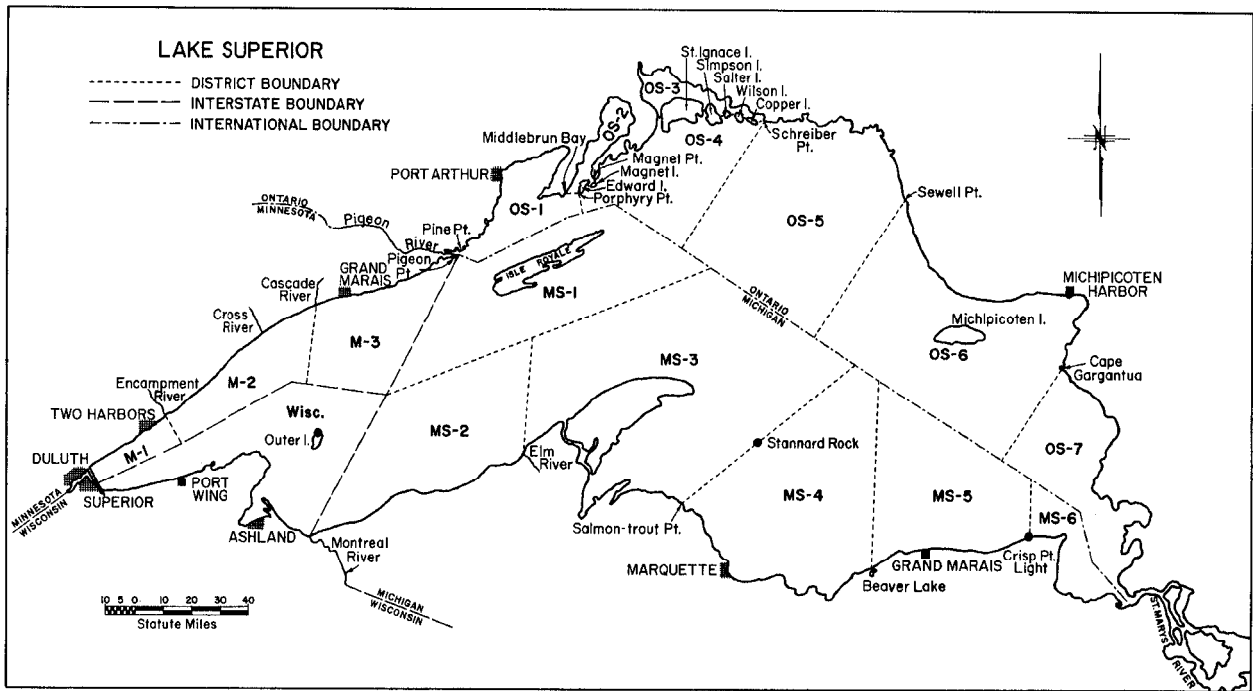 LAKE SUPERIOR
DISTRICT BOUNDARY
INTERSTATE BOUNDARY
INTERNATIONAL BOUNDARY
St. Ignace I.
Simpson I.
Salter I.
Wilson I.
Copper I.
Schreiber
Pt.
OS-3
OS-2
OS-4
Middlebrun Bay
Magnet Pt.
Magnet I.
Edward I.
Porphyry Pt.
PORT ARTHUR
OS-1
OS-5
Sewell Pt.
N
ONTARIO
MINNESOTA
Pigeon
River
Pine Pt.
Pigeon
Pt.
ISLE ROYALE
MS-1
GRAND
MARAIS
Cascade
River
Cross
River
M-3
M-2
ONTARIO
MICHIGAN
MICHIPICOTEN
HARBOR
Michipicoten I.
OS-6
Cape
Gargantua
MS-3
Encampment
River
TWO HARBORS
Wisc.
Outer I.
MS-2
M-1
DULUTH
SUPERIOR
MINNESOTA
WISCONSIN
PORT
WING
ASHLAND
Montreal
River
MICHIGAN
WISCONSIN
Elm
River
Stannard Rock
OS-7
Salmon-trout Pt.
MS-4
MS-5
MS-6
MARQUETTE
Beaver Lake
GRAND MARAIS
Crisp Pt.
Light
ST. MARYS
RIVER
10 5 0 10 20 30 40
Statute Miles